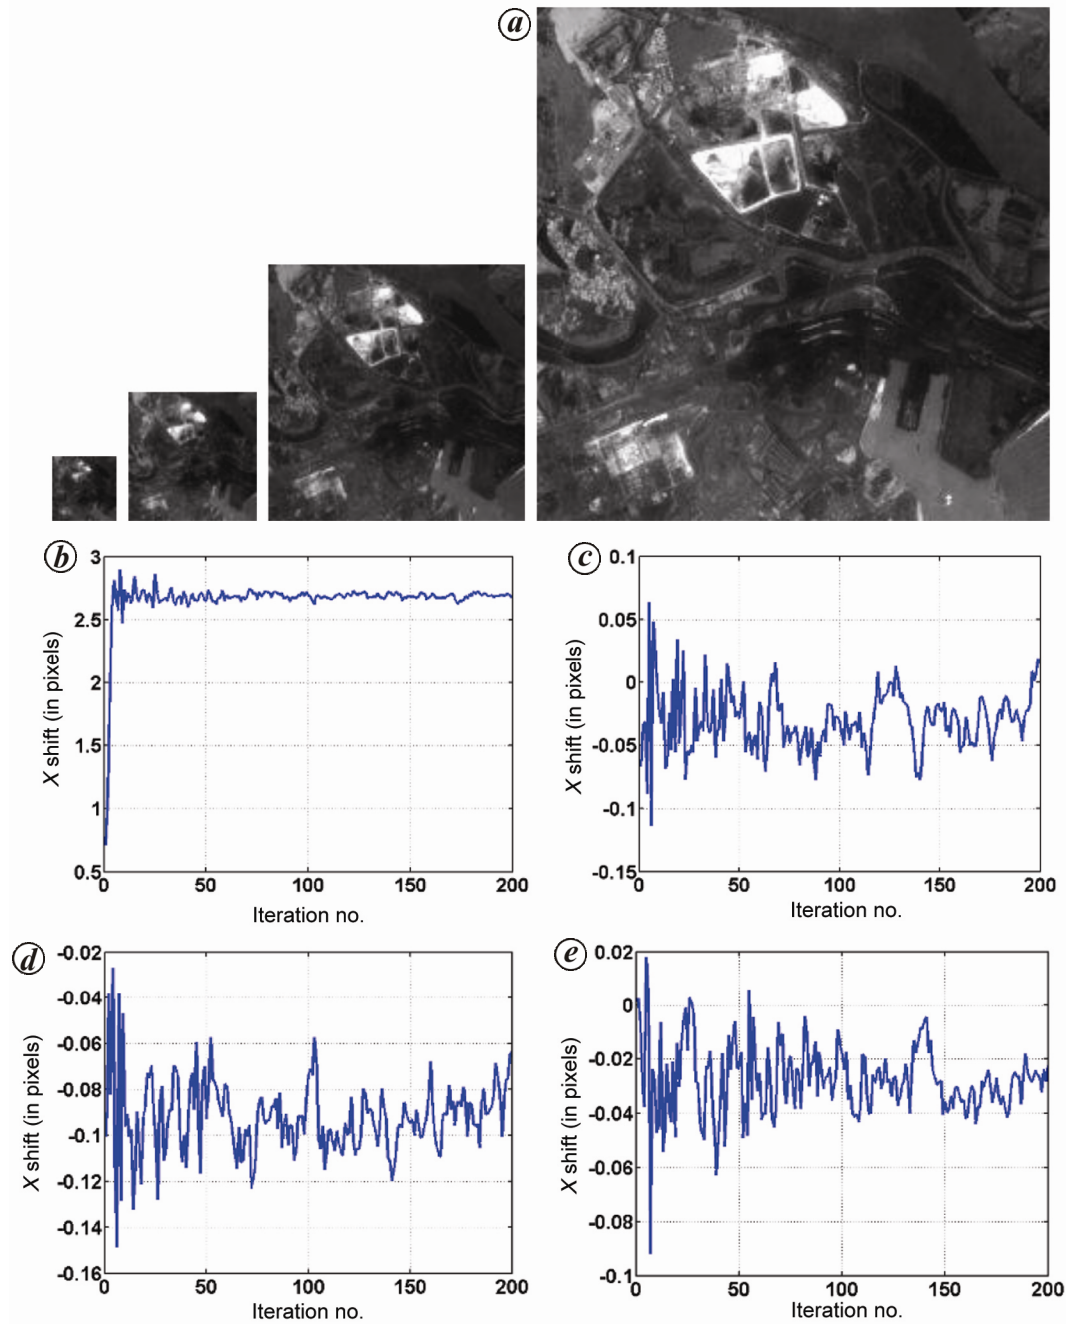 a
b
3
2.5
2
1.5
1
0.5
0 50 100 150 200
X shift (in pixels)
Iteration no.
c
0.1
0.05
0
-0.05
-0.1
-0.15
0 50 100 150 200
X shift (in pixels)
Iteration no.
d
-0.02
-0.04
-0.06
-0.08
-0.1
-0.12
-0.14
-0.16
0 50 100 150 200
X shift (in pixels)
Iteration no.
e
0.02
0
-0.02
-0.04
-0.06
-0.08
-0.1
0 50 100 150 200
X shift (in pixels)
Iteration no.